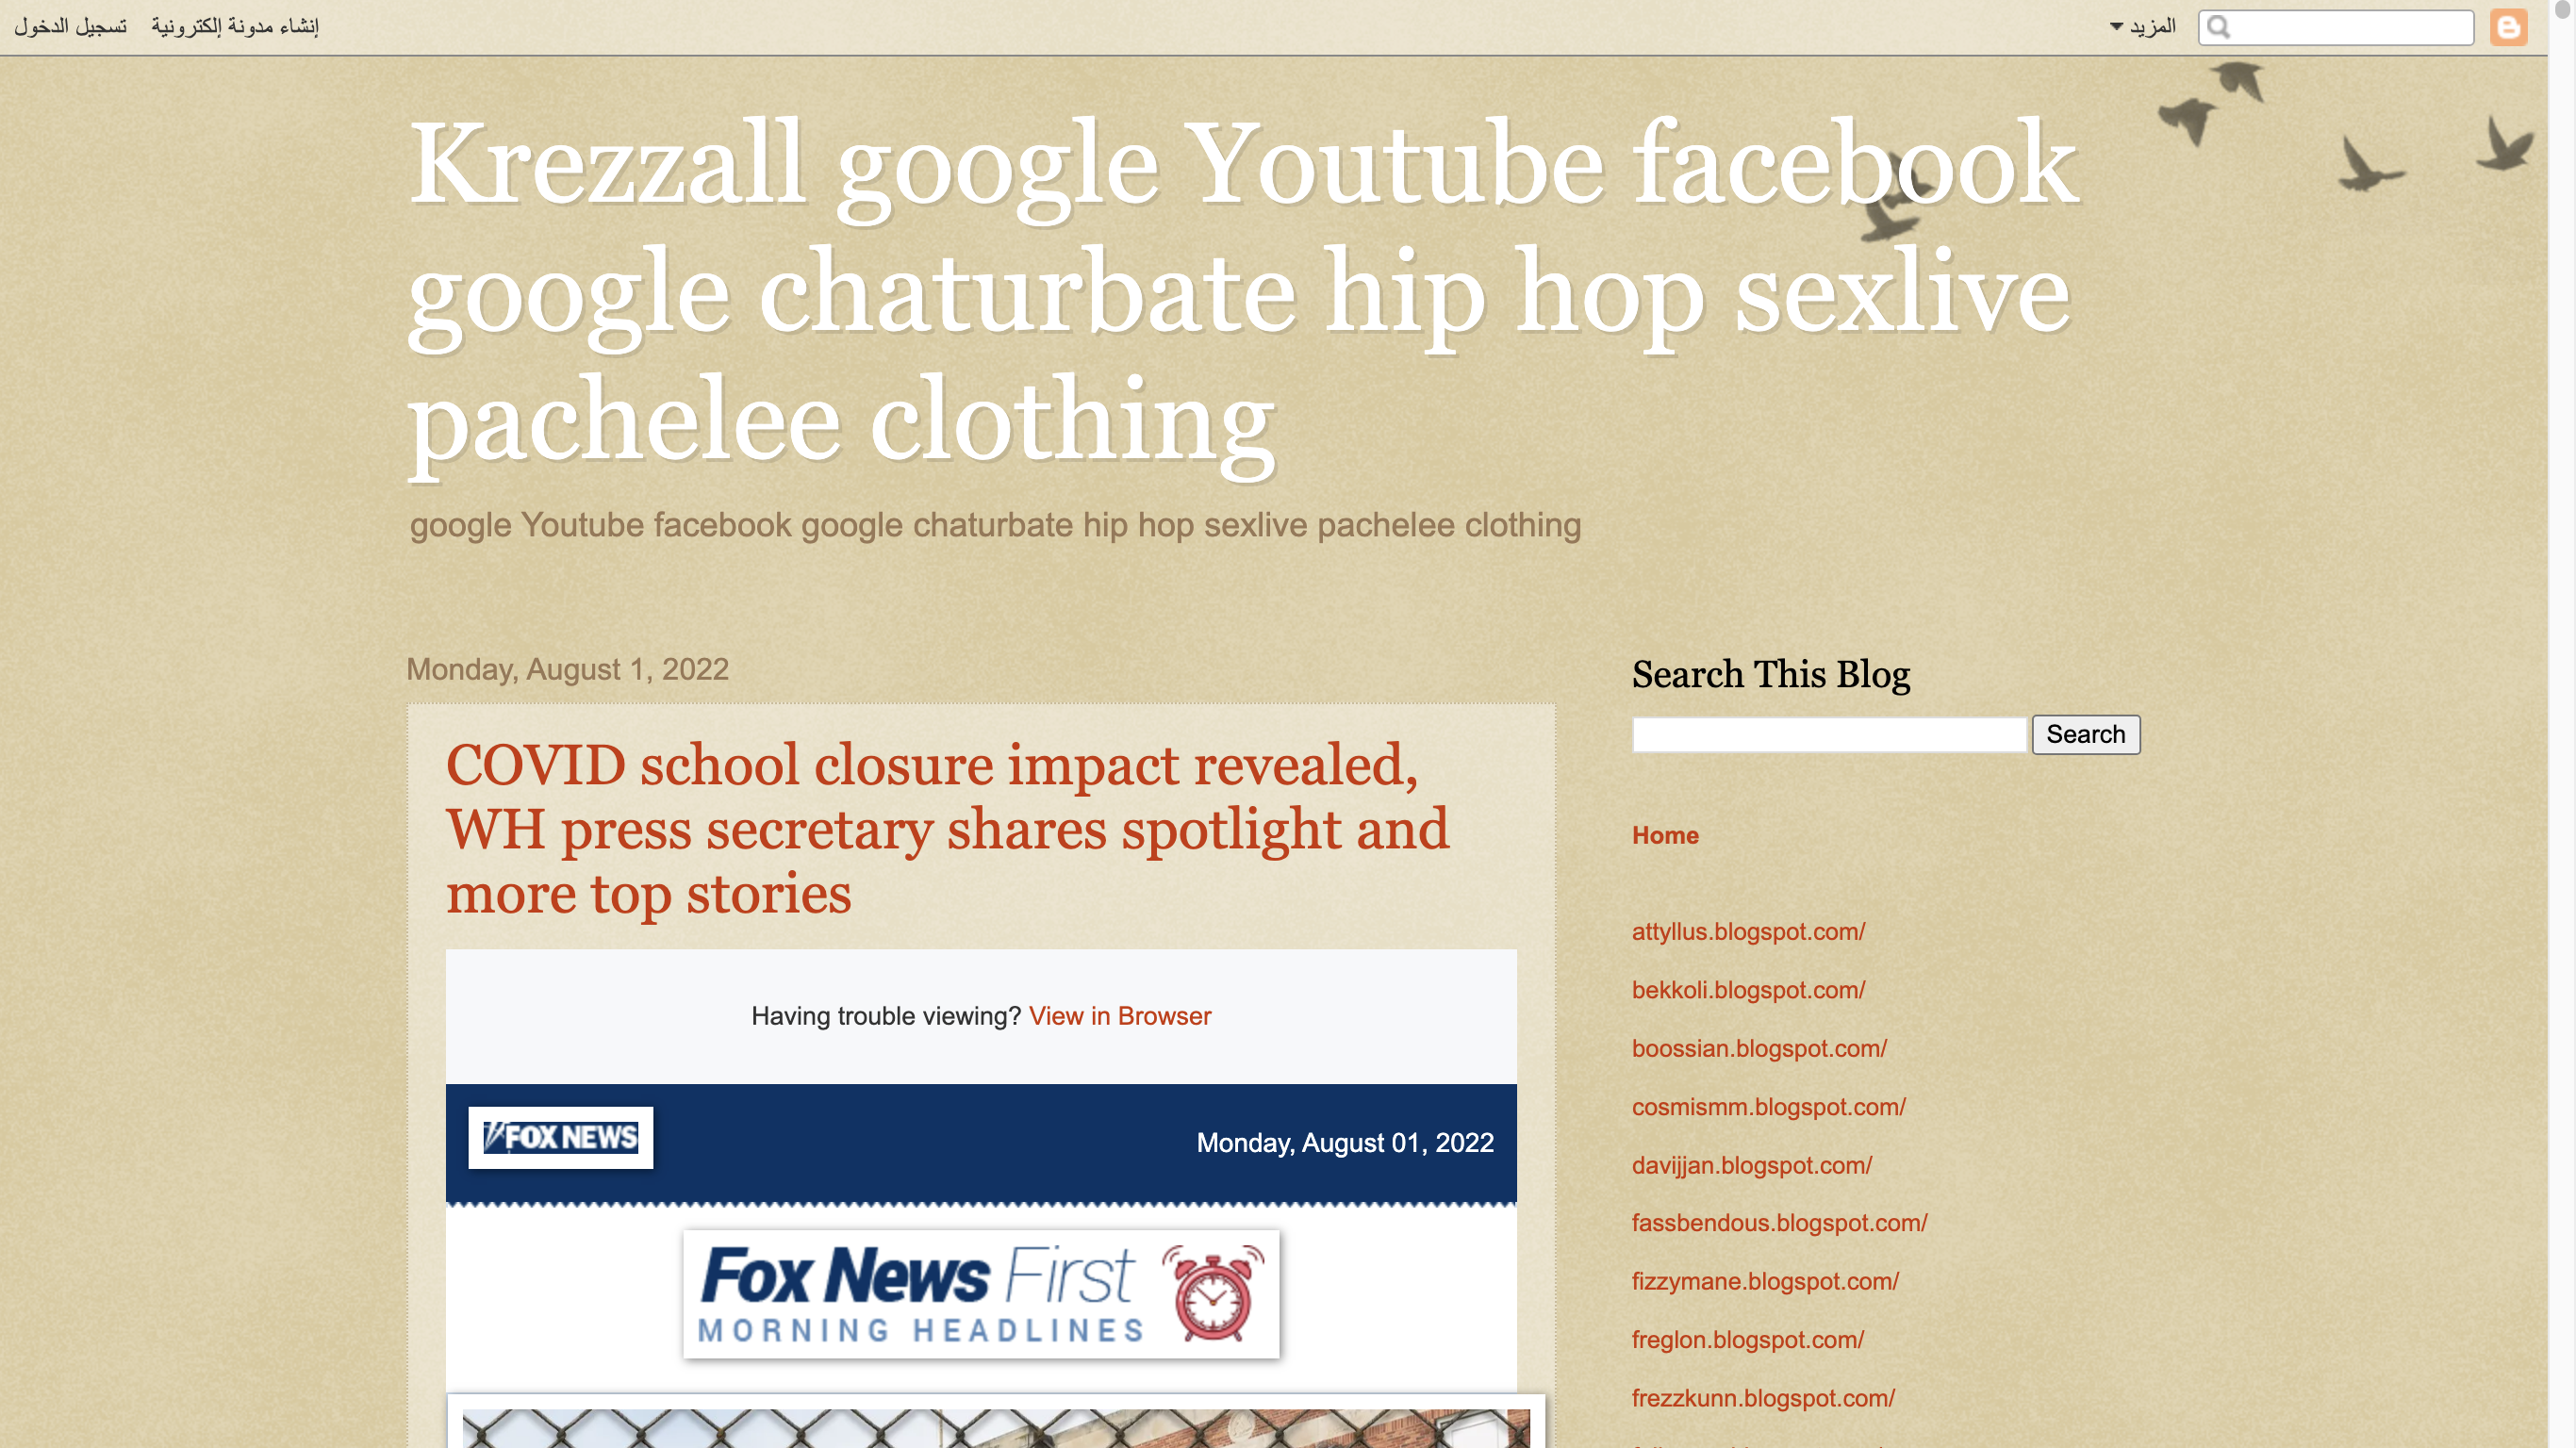 تسجيل الدخول إنشاء مدونة إلكترونية المزيد
Krezzall google Youtube facebook
google chaturbate hip hop sexlive
pachelee clothing
google Youtube facebook google chaturbate hip hop sexlive pachelee clothing
Monday, August 1, 2022
COVID school closure impact revealed,
WH press secretary shares spotlight and
more top stories
Having trouble viewing? View in Browser
FOX NEWS
Monday, August 01, 2022
Fox News First
MORNING HEADLINES
Search This Blog
Search
Home
attyllus.blogspot.com/
bekkoli.blogspot.com/
boossian.blogspot.com/
cosmismm.blogspot.com/
davijjan.blogspot.com/
fassbendous.blogspot.com/
fizzymane.blogspot.com/
freglon.blogspot.com/
frezzkunn.blogspot.com/